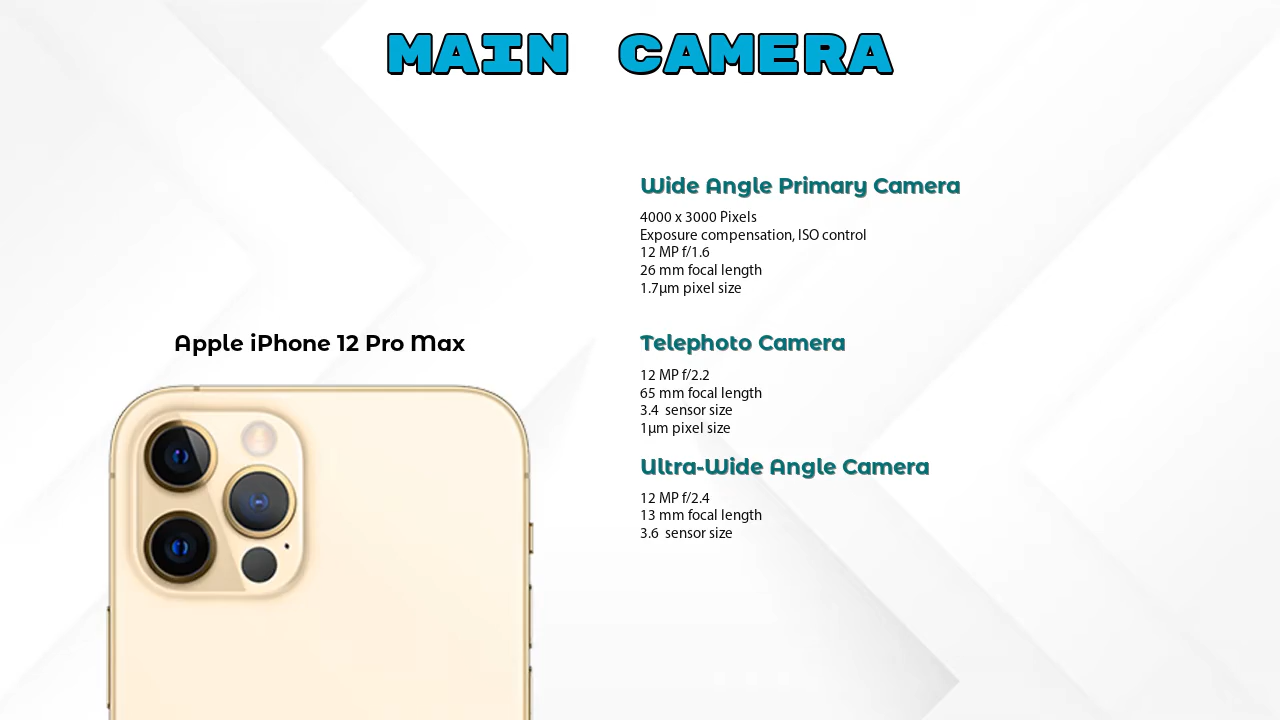 MAIN CAMERA
Wide Angle Primary Camera
4000 x 3000 Pixels
Exposure compensation, ISO control
12 MP f/1.6
26 mm focal length
1.7µm pixel size
Apple iPhone 12 Pro Max
Telephoto Camera
12 MP f/2.2
65 mm focal length
3.4  sensor size
1µm pixel size
Ultra-Wide Angle Camera
12 MP f/2.4
13 mm focal length
3.6  sensor size